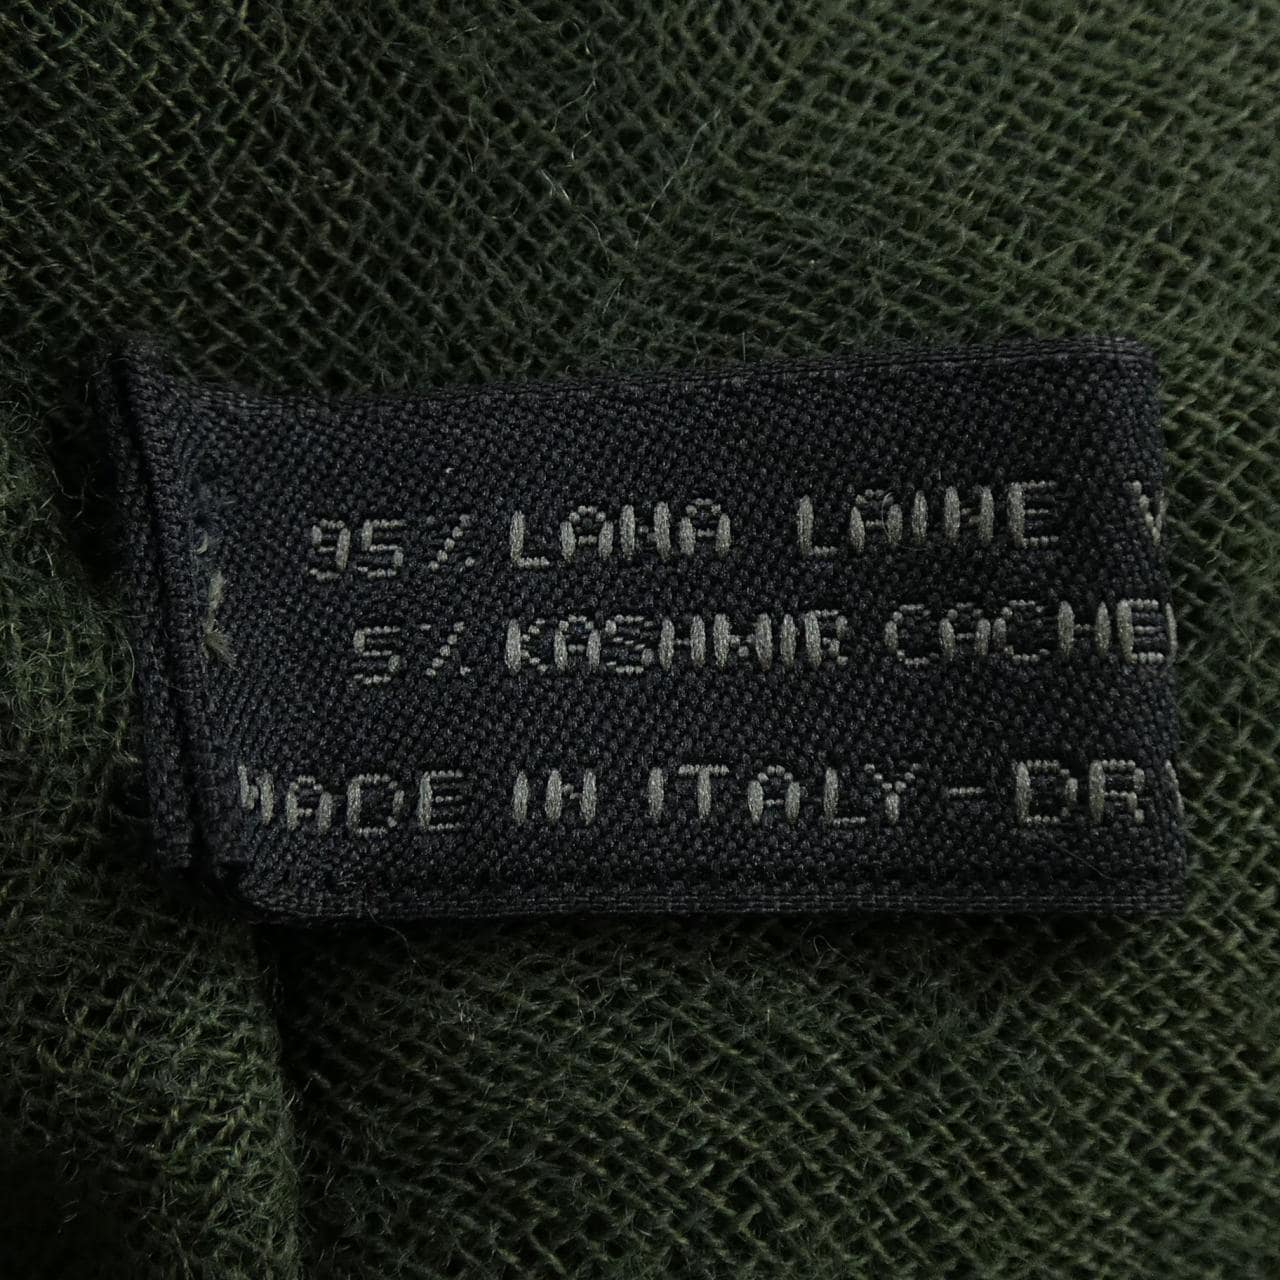 95% LANA LAINE
5% KASHMIR CACHE
MADE IN ITALY - DR